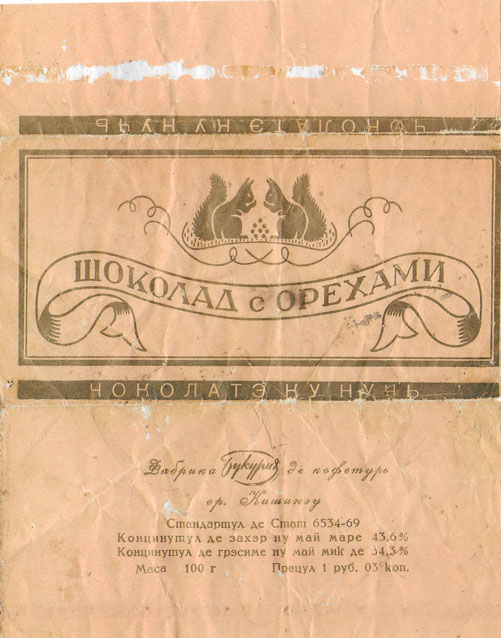 ЧОКОЛАТЭ КУ НУЧЬ
ШОКОЛАД с ОРЕХАМИ
ЧОКОЛАТЭ КУ НУЧЬ
Фабрика Букурия де кофетурь
ор. Кишинэу
Стандартул де Стат 6534-69
Концинутул де захэр ну май маре 43,6%
Концинутул де грэсиме ну май мик де 34,3%
Маса 100 г Прецул 1 руб. 03 коп.